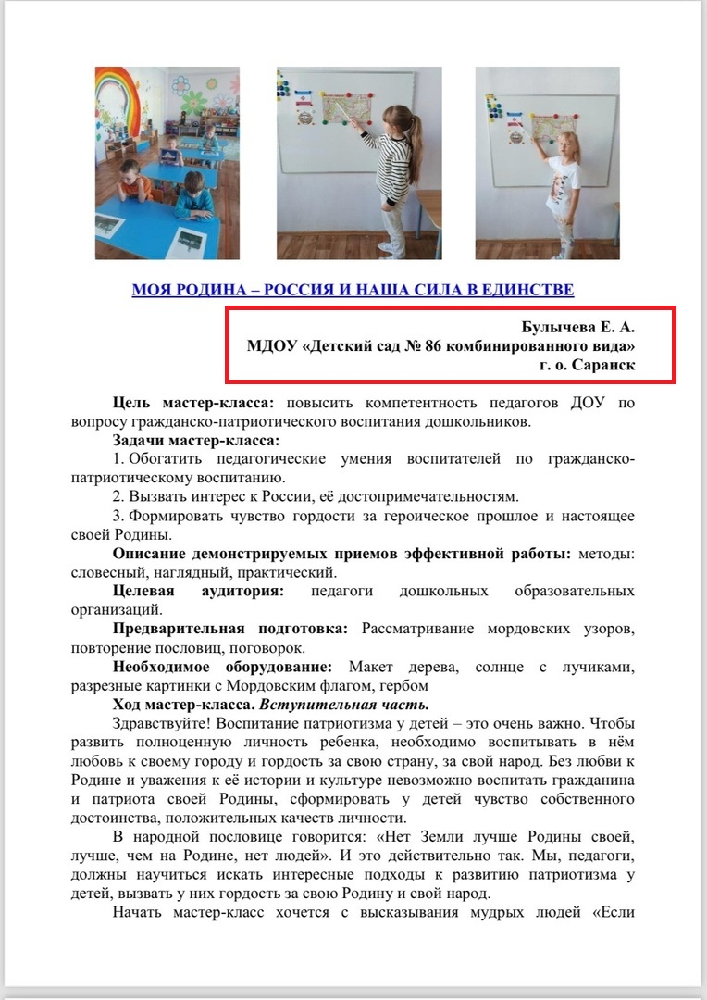 МОЯ РОДИНА – РОССИЯ И НАША СИЛА В ЕДИНСТВЕ
Булычева Е. А.
МДОУ «Детский сад № 86 комбинированного вида»
г. о. Саранск
Цель мастер-класса: повысить компетентность педагогов ДОУ по
вопросу гражданско-патриотического воспитания дошкольников.
Задачи мастер-класса:
1. Обогатить педагогические умения воспитателей по гражданско-
патриотическому воспитанию.
2. Вызвать интерес к России, её достопримечательностям.
3. Формировать чувство гордости за героическое прошлое и настоящее
своей Родины.
Описание демонстрируемых приемов эффективной работы: методы:
словесный, наглядный, практический.
Целевая аудитория: педагоги дошкольных образовательных
организаций.
Предварительная подготовка: Рассматривание мордовских узоров,
повторение пословиц, поговорок.
Необходимое оборудование: Макет дерева, солнце с лучиками,
разрезные картинки с Мордовским флагом, гербом
Ход мастер-класса. Вступительная часть.
Здравствуйте! Воспитание патриотизма у детей – это очень важно. Чтобы
развить полноценную личность ребенка, необходимо воспитывать в нём
любовь к своему городу и гордость за свою страну, за свой народ. Без любви к
Родине и уважения к её истории и культуре невозможно воспитать гражданина
и патриота своей Родины, сформировать у детей чувство собственного
достоинства, положительных качеств личности.
В народной пословице говорится: «Нет Земли лучше Родины своей,
лучше, чем на Родине, нет людей». И это действительно так. Мы, педагоги,
должны научиться искать интересные подходы к развитию патриотизма у
детей, вызвать у них гордость за свою Родину и свой народ.
Начать мастер-класс хочется с высказывания мудрых людей «Если